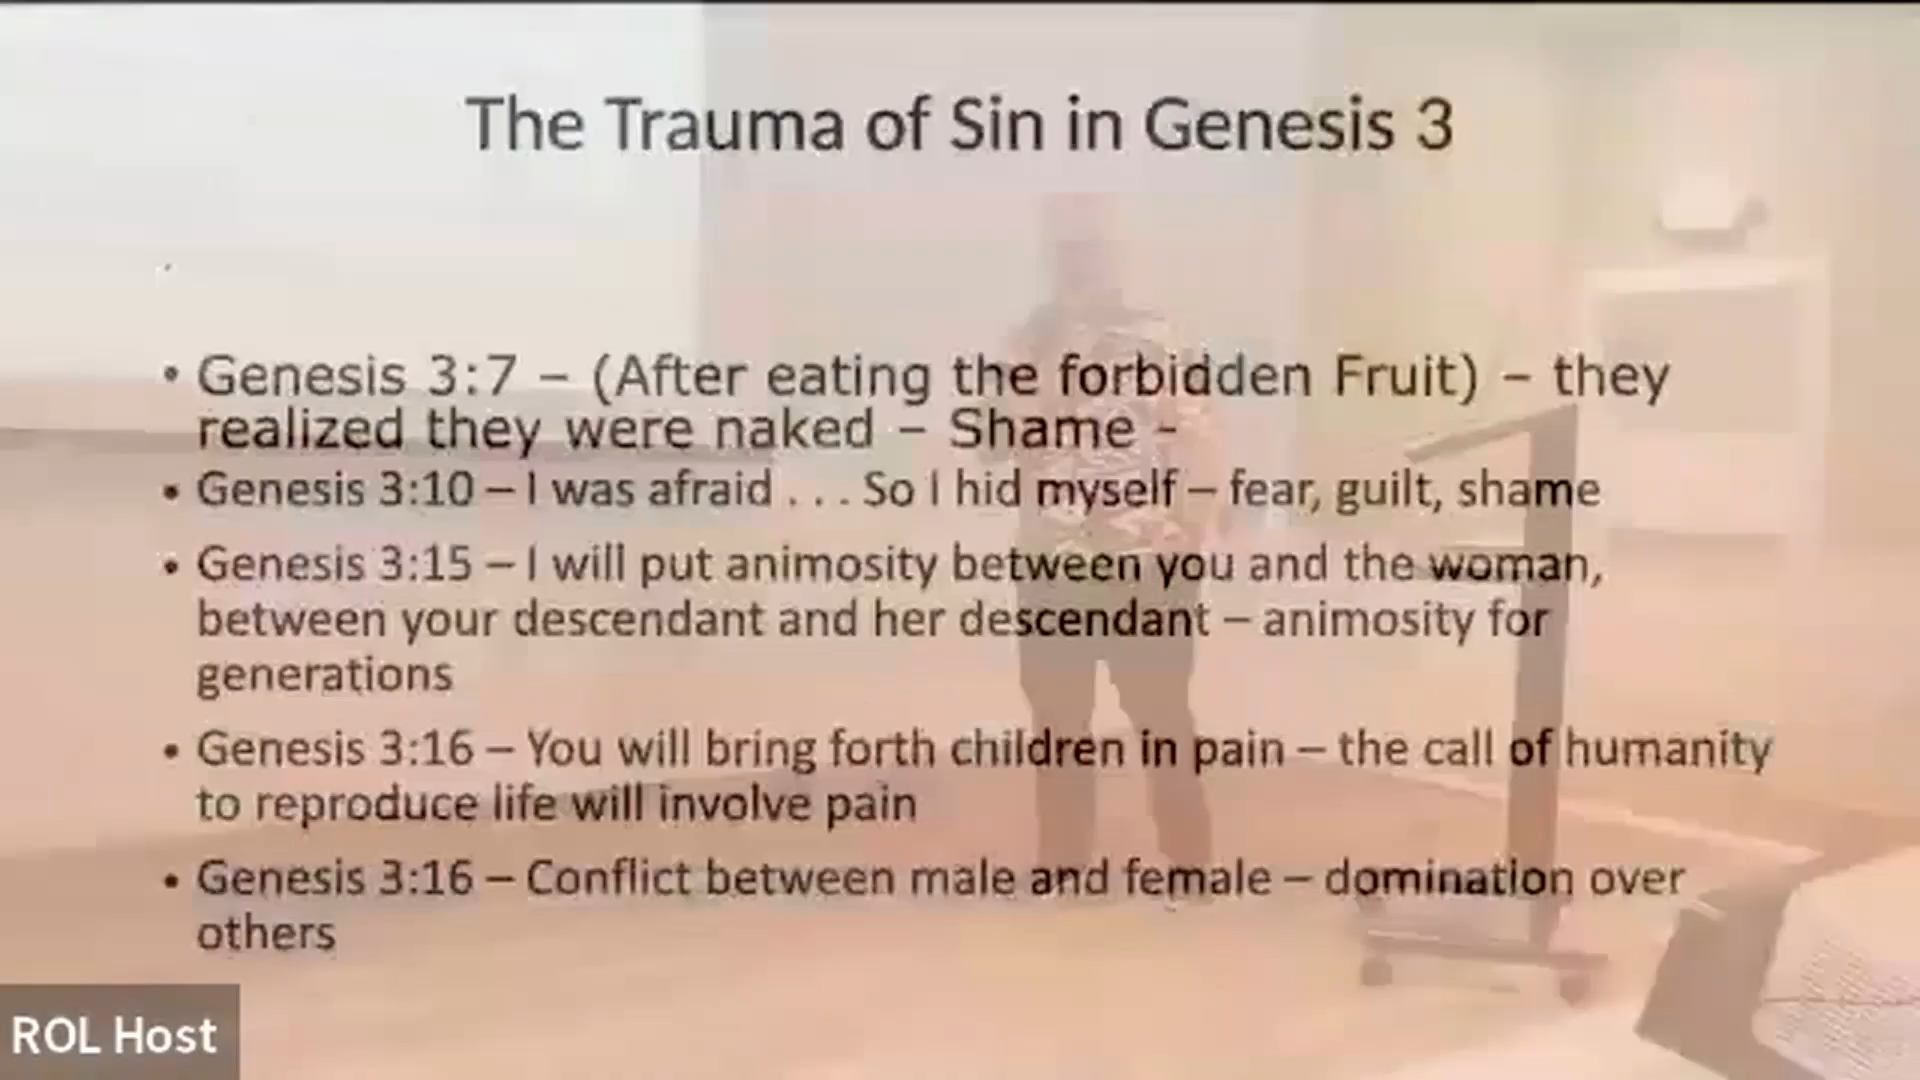 The Trauma of Sin in Genesis 3
• Genesis 3:7 – (After eating the forbidden Fruit) – they
realized they were naked – Shame -
• Genesis 3:10 – I was afraid . . . So I hid myself – fear, guilt, shame
• Genesis 3:15 – I will put animosity between you and the woman,
between your descendant and her descendant – animosity for
generations
• Genesis 3:16 – You will bring forth children in pain – the call of humanity
to reproduce life will involve pain
• Genesis 3:16 – Conflict between male and female – domination over
others
ROL Host